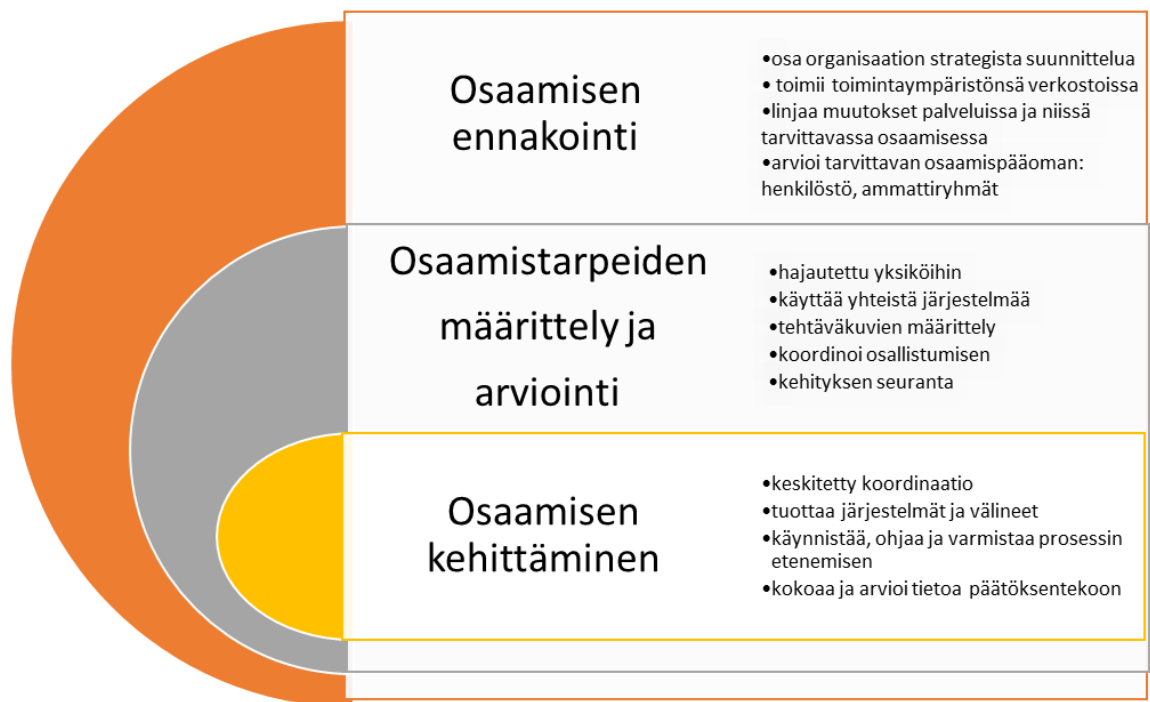 Osaamisen
ennakointi
•osa organisaation strategista suunnittelua
• toimii toimintaympäristönsä verkostoissa
•linjaa muutokset palveluissa ja niissä
tarvittavassa osaamisessa
•arvioi tarvittavan osaamispääoman:
henkilöstö, ammattiryhmät
Osaamistarpeiden
määrittely ja
arviointi
•hajautettu yksiköihin
•käyttää yhteistä järjestelmää
•tehtäväkuvien määrittely
•koordinoi osallistumisen
•kehityksen seuranta
Osaamisen
kehittäminen
•keskitetty koordinaatio
•tuottaa järjestelmät ja välineet
•käynnistää, ohjaa ja varmistaa prosessin
etenemisen
•kokoaa ja arvioi tietoa päätöksentekoon